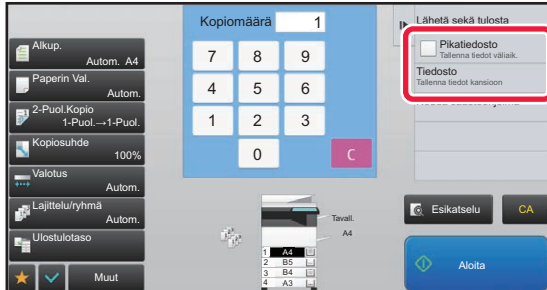 Alkup.
Autom. A4
Paperin Val.
Autom.
2-Puol.Kopio
1-Puol.→1-Puol.
Kopiosuhde
100%
Valotus
Autom.
Lajittelu/ryhmä
Autom.
Ulostulotaso
Muut
Kopiomäärä 1
7 8 9
4 5 6
1 2 3
0 C
Tavall.
A4
1 A4
2 B5
3 B4
4 A3
Lähetä sekä tulosta
Pikatiedosto
Tallenna tiedot väliaik.
Tiedosto
Tallenna tiedot kansioon
Esikatselu CA
Aloita